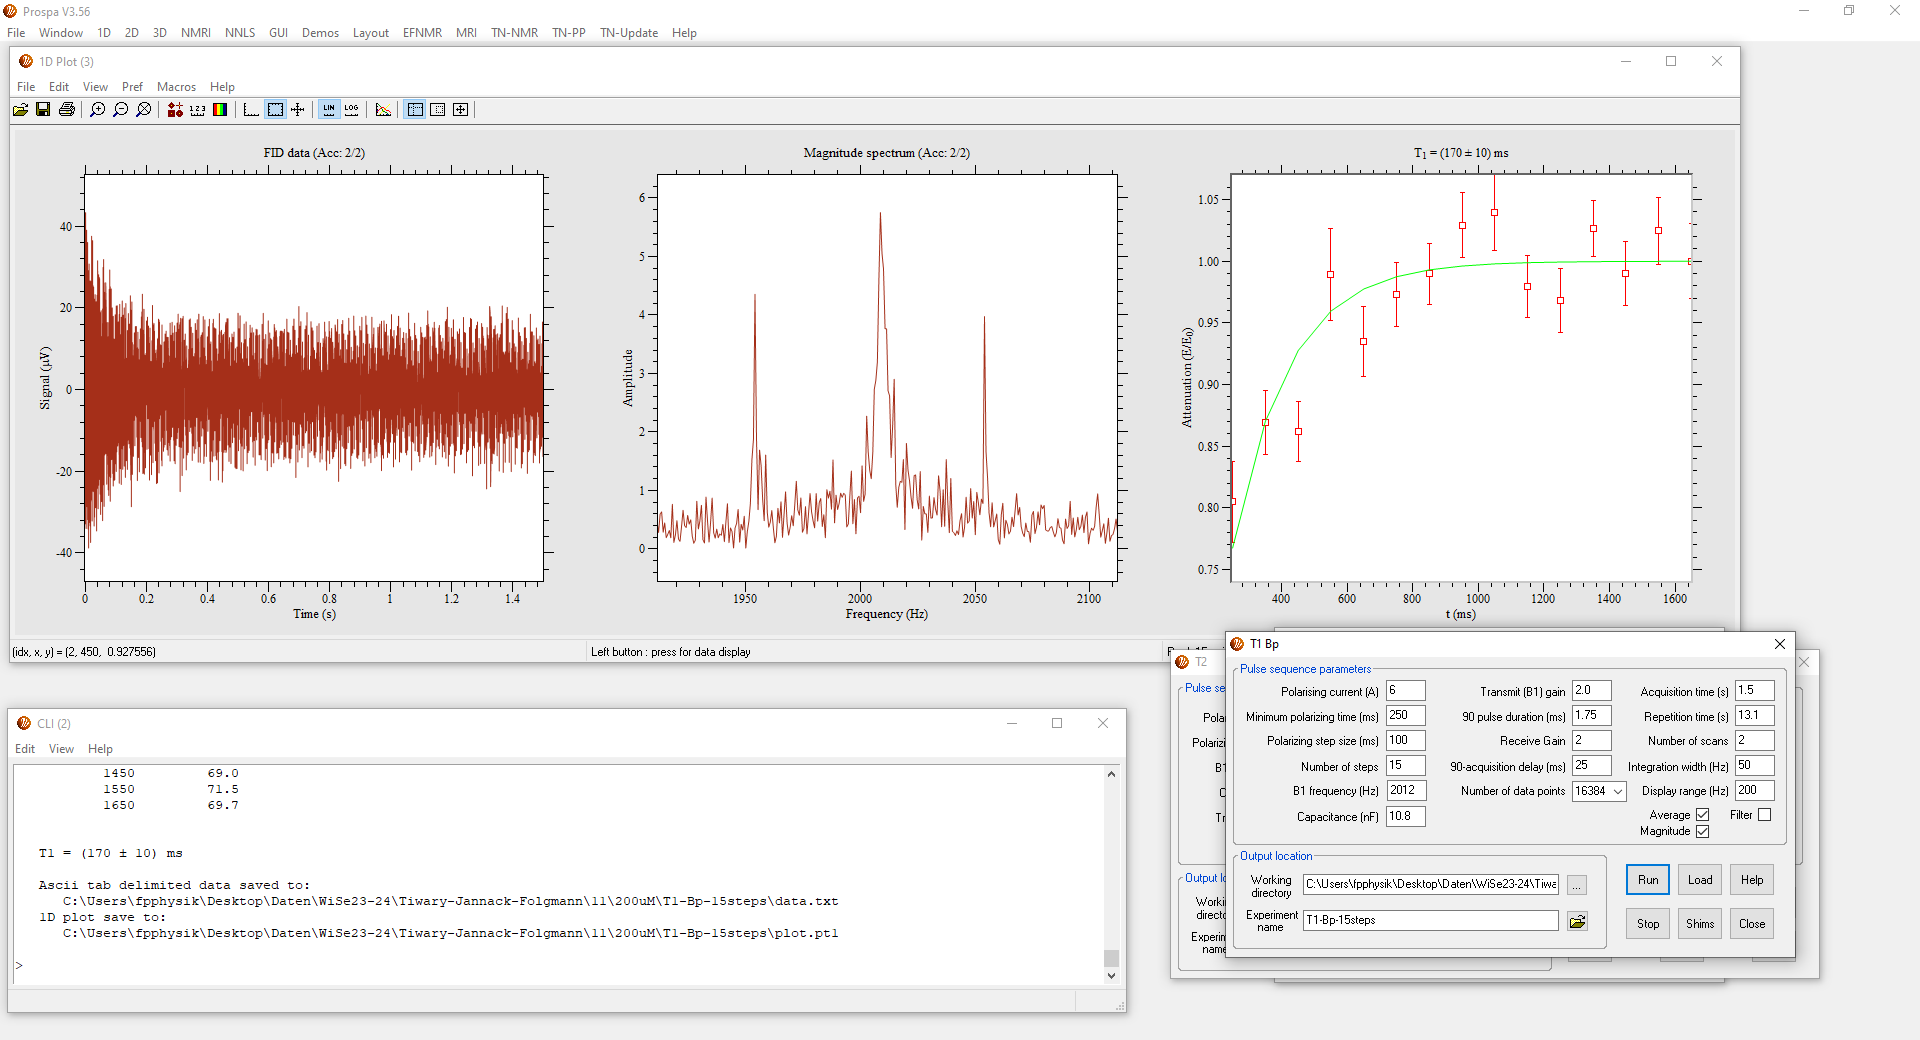 Prospa V3.56
File Window 1D 2D 3D NMRI NNLS GUI Demos Layout EFNMR MRI TN-NMR TN-PP TN-Update Help
1D Plot (3)
File Edit View Pref Macros Help
1 2 3 LIN LOG
FID data (Acc: 2/2)
40
20
0
-20
-40
Signal (µV)
0 0.2 0.4 0.6 0.8 1 1.2 1.4
Time (s)
Magnitude spectrum (Acc: 2/2)
6
5
4
3
2
1
0
Amplitude
1950 2000 2050 2100
Frequency (Hz)
T1 = (170 ± 10) ms
1.05
1.00
0.95
0.90
0.85
0.80
0.75
Attenuation (E/E0)
400 600 800 1000 1200 1400 1600
t (ms)
(idx, x, y) = (2, 450, 0.927556)
Left button : press for data display
CLI (2)
Edit View Help
1450 69.0
1550 71.5
1650 69.7
T1 = (170 ± 10) ms
Ascii tab delimited data saved to:
C:\Users\fpphysik\Desktop\Daten\WiSe23-24\Tiwary-Jannack-Folgmann\11\200uM\T1-Bp-15steps\data.txt
1D plot save to:
C:\Users\fpphysik\Desktop\Daten\WiSe23-24\Tiwary-Jannack-Folgmann\11\200uM\T1-Bp-15steps\plot.pt1
>
T2
Pulse se
Pola
Polarizi
B1
C
Tr
Output lo
Worki
directo
Experim
name
T1 Bp
Pulse sequence parameters
Polarising current (A) 6 Transmit (B1) gain 2.0 Acquisition time (s) 1.5
Minimum polarizing time (ms) 250 90 pulse duration (ms) 1.75 Repetition time (s) 13.1
Polarizing step size (ms) 100 Receive Gain 2 Number of scans 2
Number of steps 15 90-acquisition delay (ms) 25 Integration width (Hz) 50
B1 frequency (Hz) 2012 Number of data points 16384 Display range (Hz) 200
Capacitance (nF) 10.8 Average Filter
Magnitude
Output location
Working directory C:\Users\fpphysik\Desktop\Daten\WiSe23-24\Tiwa ...
Experiment name T1-Bp-15steps
Run Load Help
Stop Shims Close